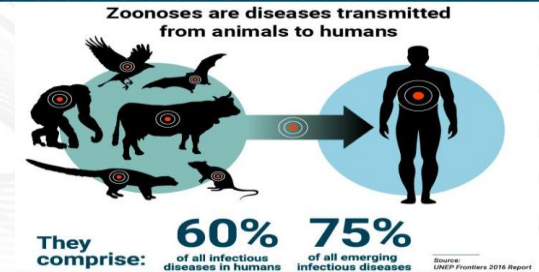 Zoonoses are diseases transmitted
from animals to humans
They
comprise:
60%
of all infectious
diseases in humans
75%
of all emerging
infectious diseases
Source:
UNEP Frontiers 2016 Report